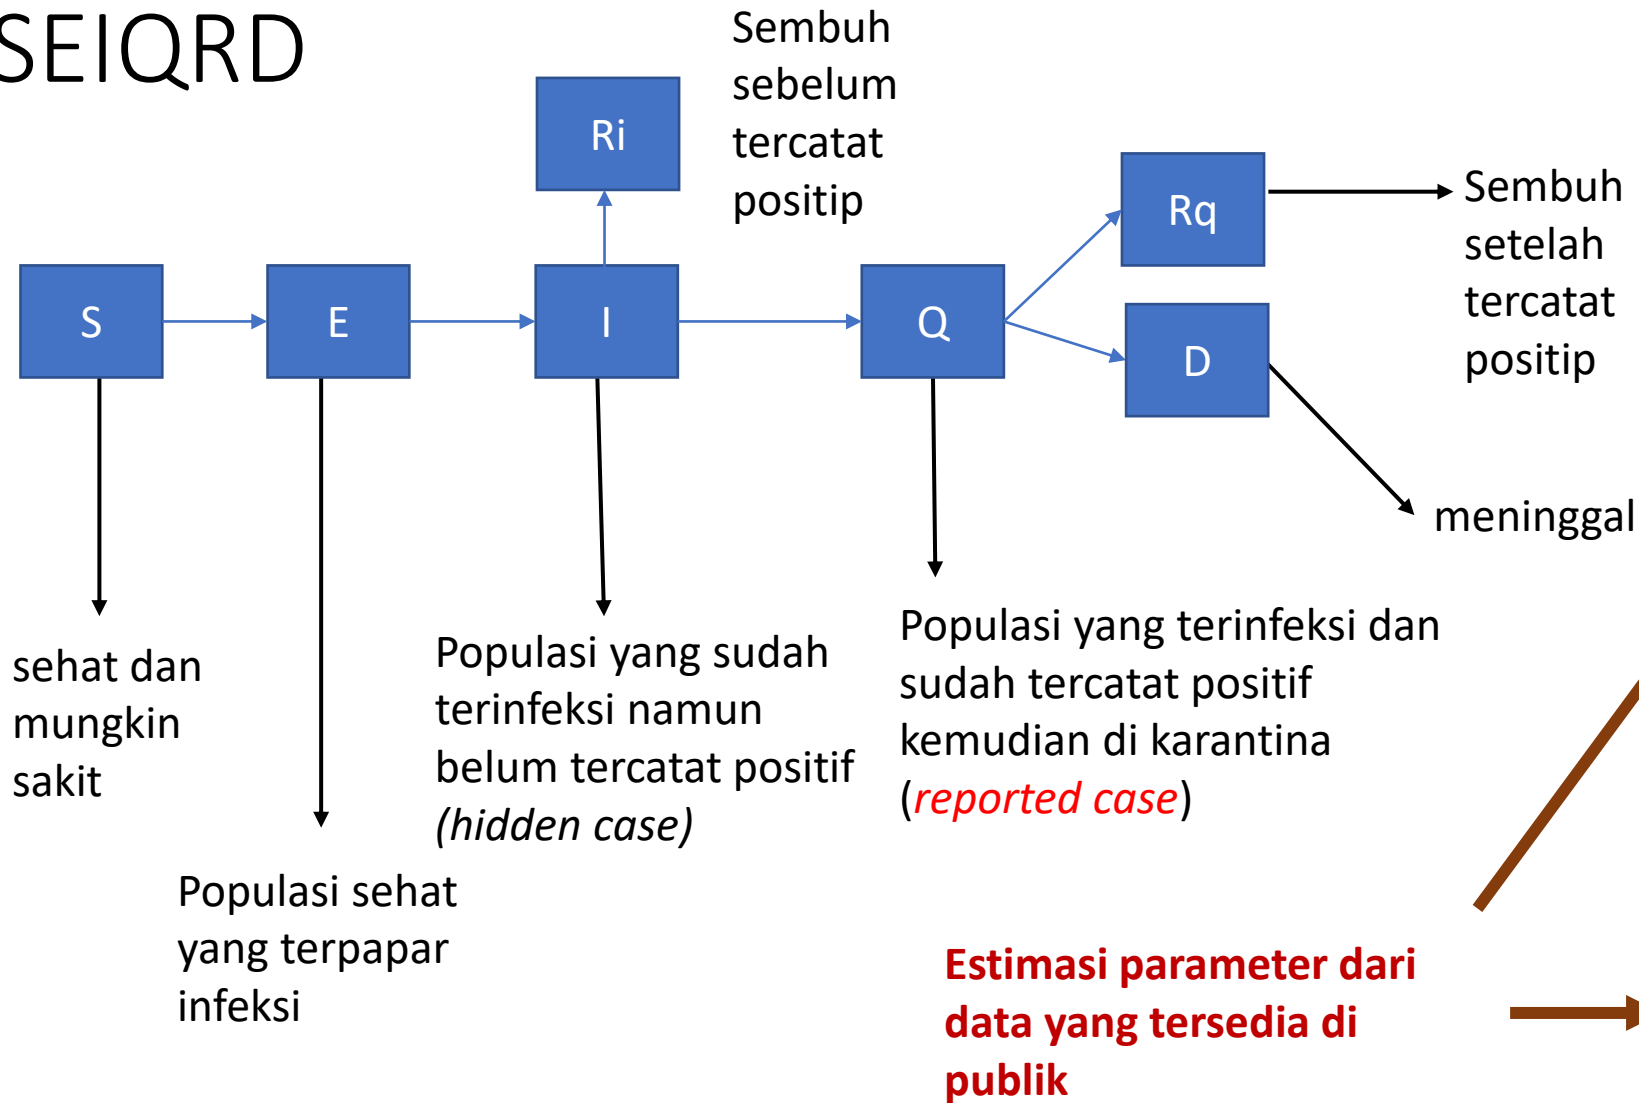 SEIQRD
Sembuh
sebelum
tercatat
positip
Ri
Rq
Sembuh
setelah
tercatat
positip
S
E
I
Q
D
meninggal
sehat dan
mungkin
sakit
Populasi sehat
yang terpapar
infeksi
Populasi yang sudah
terinfeksi namun
belum tercatat positif
(hidden case)
Populasi yang terinfeksi dan
sudah tercatat positif
kemudian di karantina
(reported case)
Estimasi parameter dari
data yang tersedia di
publik